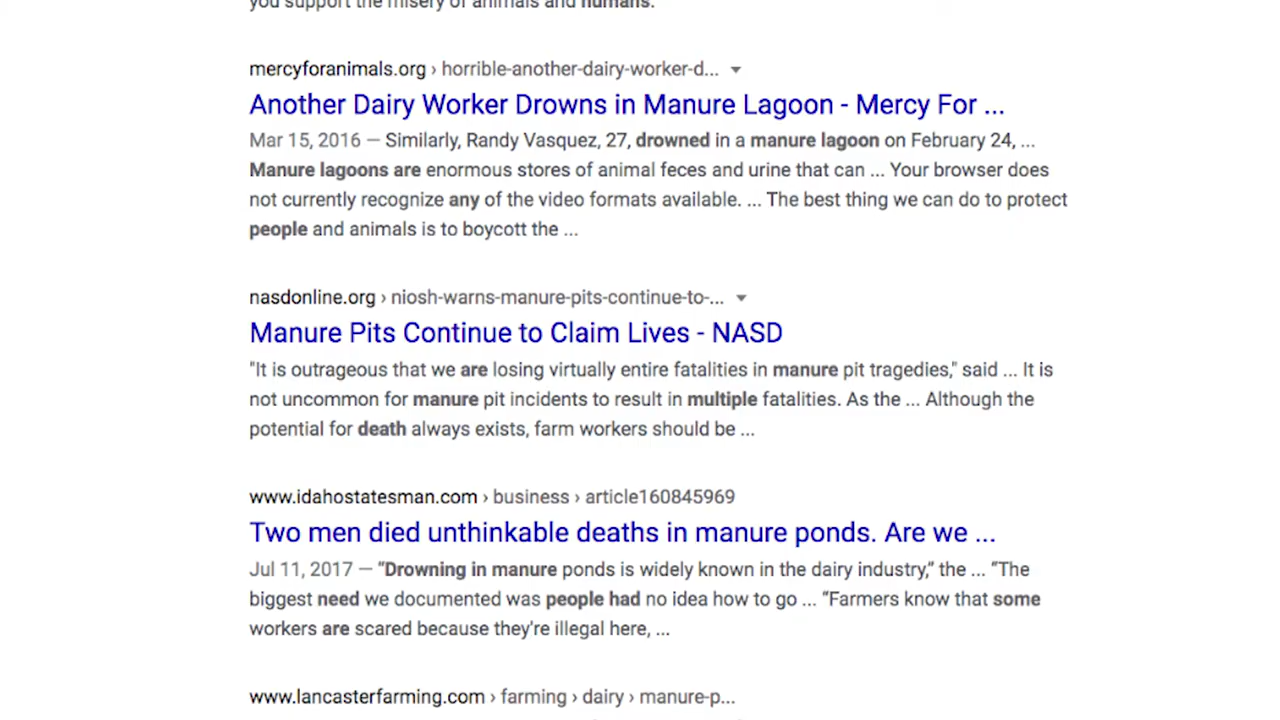 you support the misery of animals and humans.
mercyforanimals.org › horrible-another-dairy-worker-d...
Another Dairy Worker Drowns in Manure Lagoon - Mercy For ...
Mar 15, 2016 — Similarly, Randy Vasquez, 27, drowned in a manure lagoon on February 24, ...
Manure lagoons are enormous stores of animal feces and urine that can ... Your browser does
not currently recognize any of the video formats available. ... The best thing we can do to protect
people and animals is to boycott the ...
nasdonline.org › niosh-warns-manure-pits-continue-to-...
Manure Pits Continue to Claim Lives - NASD
"It is outrageous that we are losing virtually entire fatalities in manure pit tragedies," said ... It is
not uncommon for manure pit incidents to result in multiple fatalities. As the ... Although the
potential for death always exists, farm workers should be ...
www.idahostatesman.com › business › article160845969
Two men died unthinkable deaths in manure ponds. Are we ...
Jul 11, 2017 — “Drowning in manure ponds is widely known in the dairy industry,” the ... “The
biggest need we documented was people had no idea how to go ... “Farmers know that some
workers are scared because they're illegal here, ...
www.lancasterfarming.com › farming › dairy › manure-p...